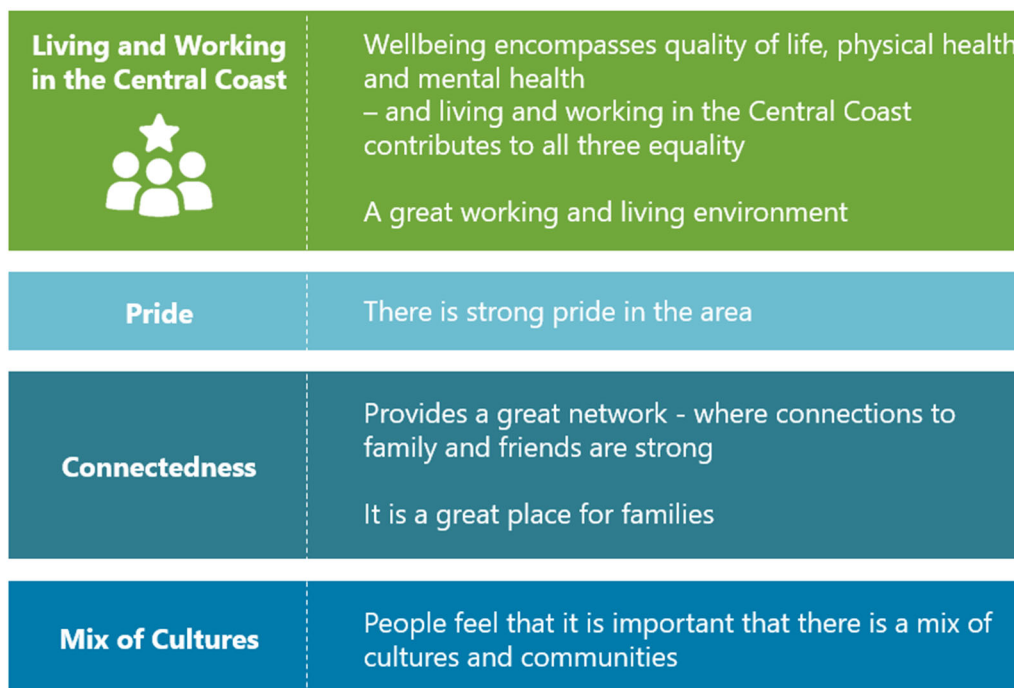 Living and Working
in the Central Coast
Wellbeing encompasses quality of life, physical health
and mental health
– and living and working in the Central Coast
contributes to all three equality
A great working and living environment
Pride
There is strong pride in the area
Connectedness
Provides a great network - where connections to
family and friends are strong
It is a great place for families
Mix of Cultures
People feel that it is important that there is a mix of
cultures and communities